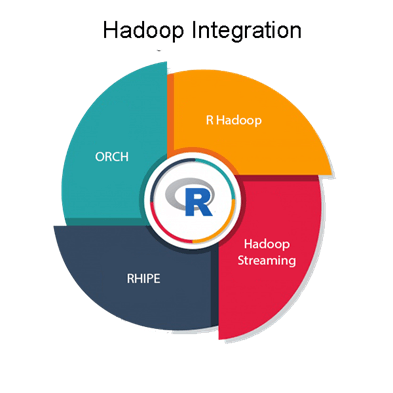 Hadoop Integration
R Hadoop
ORCH
R
Hadoop
Streaming
RHIPE